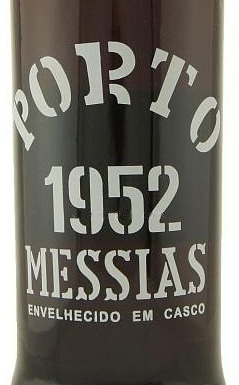 PORTO
1952
MESSIAS
ENVELHECIDO EM CASCO